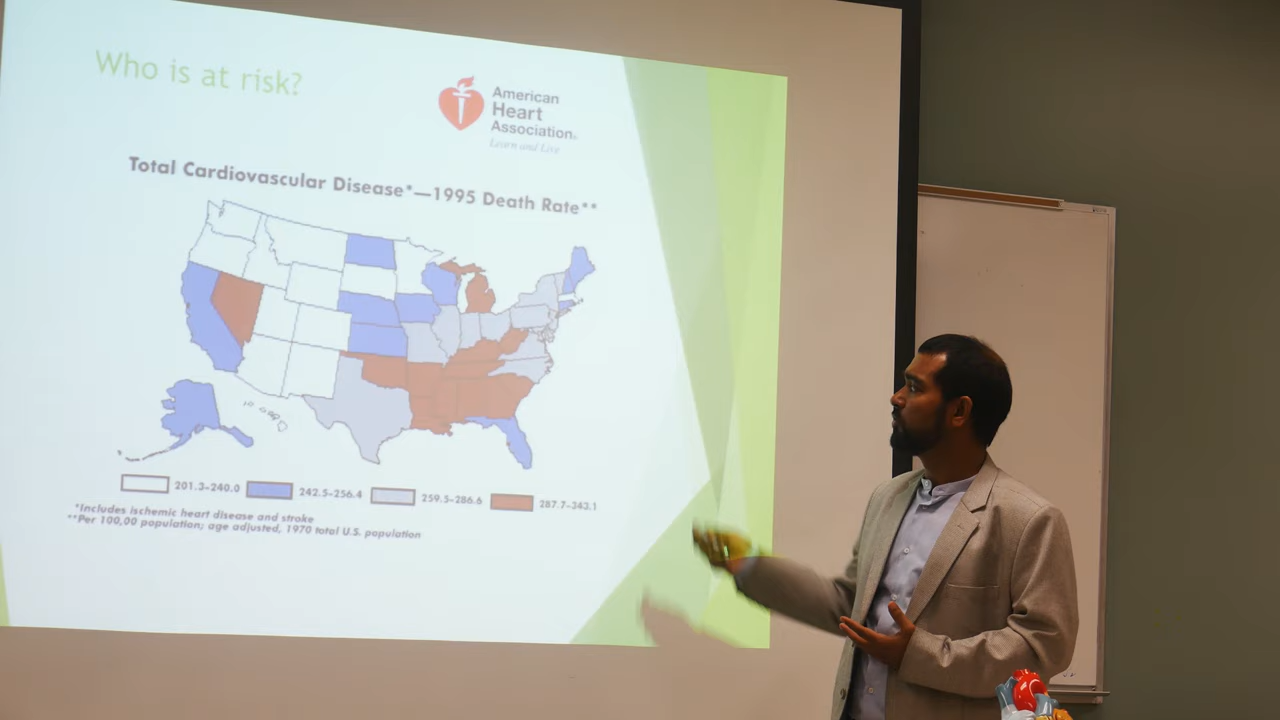 Who is at risk?
American
Heart
Association®
Learn and Live
Total Cardiovascular Disease*—1995 Death Rate**
201.3-240.0
242.5-256.4
259.5-286.6
287.7-343.1
*Includes ischemic heart disease and stroke
**Per 100,00 population; age adjusted, 1970 total U.S. population